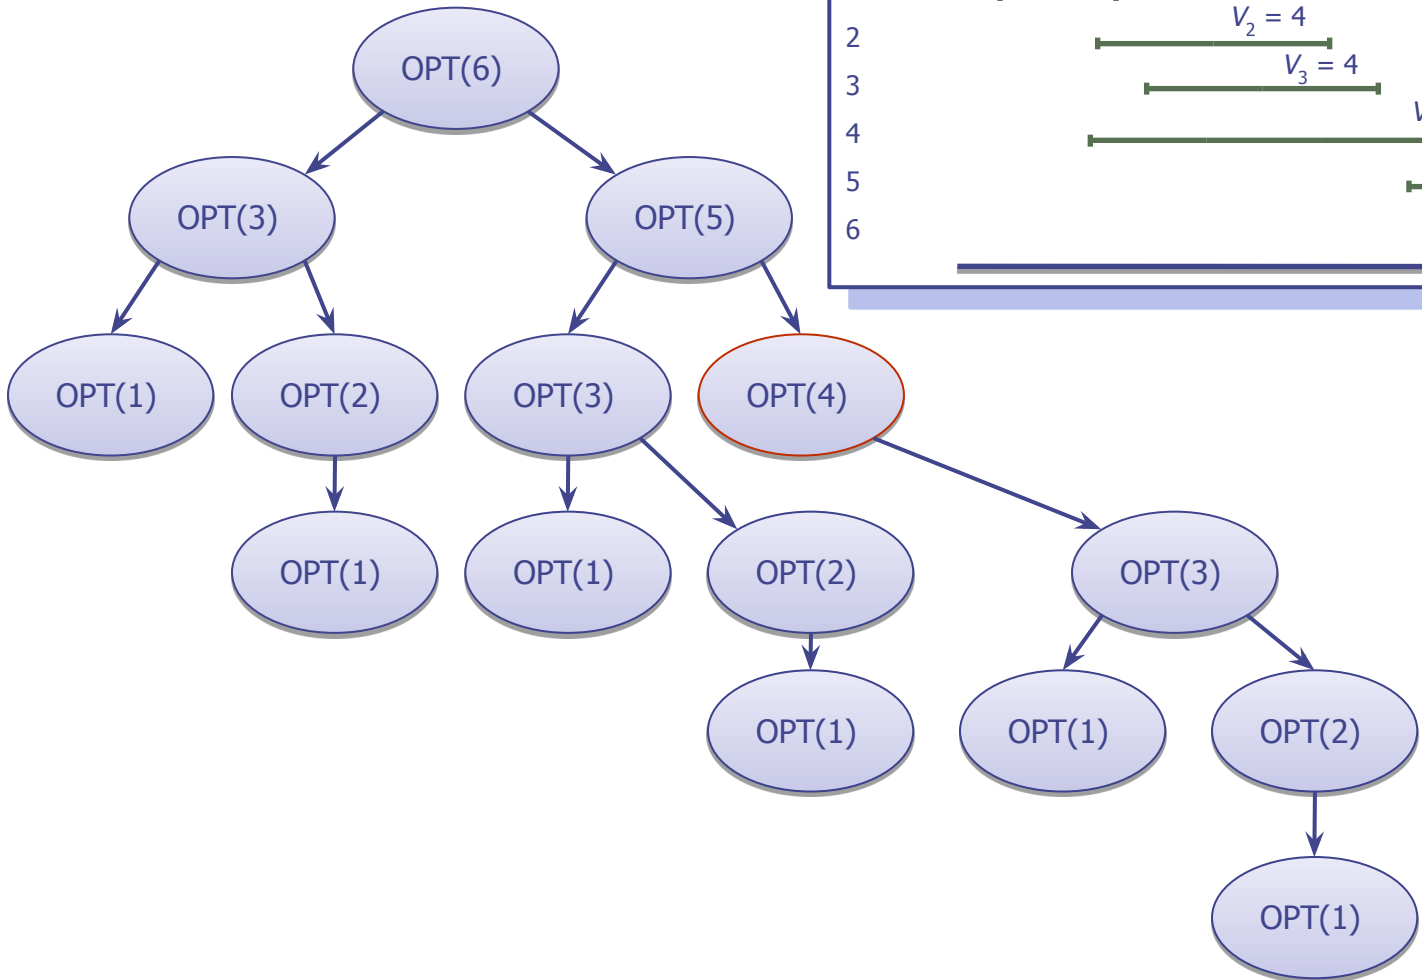 2
V₂ = 4
3
V₃ = 4
4
V
5
6
OPT(6)
OPT(3)
OPT(5)
OPT(1)
OPT(2)
OPT(3)
OPT(4)
OPT(1)
OPT(1)
OPT(2)
OPT(3)
OPT(1)
OPT(1)
OPT(2)
OPT(1)